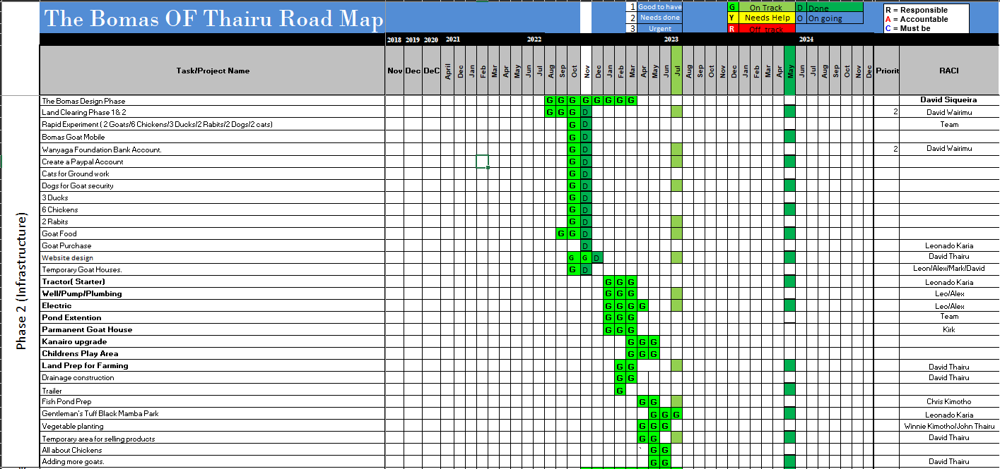 The Bomas OF Thairu Road Map
1 Good to have G On Track D Done R = Responsible
2 Needs done Y Needs Help O On going A = Accountable
3 Urgent R Off track C = Must be
2018 2019 2020 2021 2022 2023 2024
Task/Project Name Nov Dec DeC April Dec Jan Feb Mar Apr May Jun Jul Aug Sep Oct Nov Dec Jan Feb Mar Apr May Jun Jul Aug Sep Oct Nov Dec Jan Feb Mar Apr May Jun Jul Aug Sep Oct Nov Dec Priorit RACI
Phase 2 (Infrastructure)
The Bomas Design Phase G G G G G G G G David Siqueira
Land Clearing Phase 1& 2 G G G D 2 David Wairimu
Rapid Experiment ( 2 Goats/6 Chickens/3 Ducks/2 Rabits/2 Dogs/2 cats) G D Team
Bomas Goat Mobile G D
Wanyaga Foundation Bank Account. G D 2 David Wairimu
Create a Paypal Account G D
Cats for Ground work G D
Dogs for Goat security G D
3 Ducks G D
6 Chickens G D
2 Rabits G D
Goat Food G G D
Goat Purchase D Leonado Karia
Website design G G D David Thairu
Temporary Goat Houses. G D Leon/Alex/Mark/David
Tractor( Starter) G G G Leonado Karia
Well/Pump/Plumbing G G G Leo/Alex
Electric G G G G Leo/Alex
Pond Extention G G G Team
Parmanent Goat House G G G Kirk
Kanairo upgrade G G G
Childrens Play Area G G G
Land Prep for Farming G G David Thairu
Drainage construction G G David Thairu
Trailer G
Fish Pond Prep G G Chris Kimotho
Gentleman's Tuff Black Mamba Park G G G Leonado Karia
Vegetable planting G G G Winnie Kimotho/John Thairu
Temporary area for selling products G G David Thairu
All about Chickens ` G G
Adding more goats. G G David Thairu